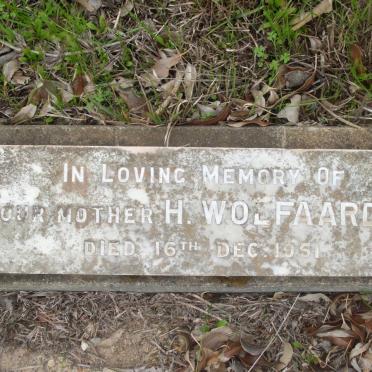 IN LOVING MEMORY OF
OUR MOTHER H. WOLFAARD
DIED 16TH DEC. 1951